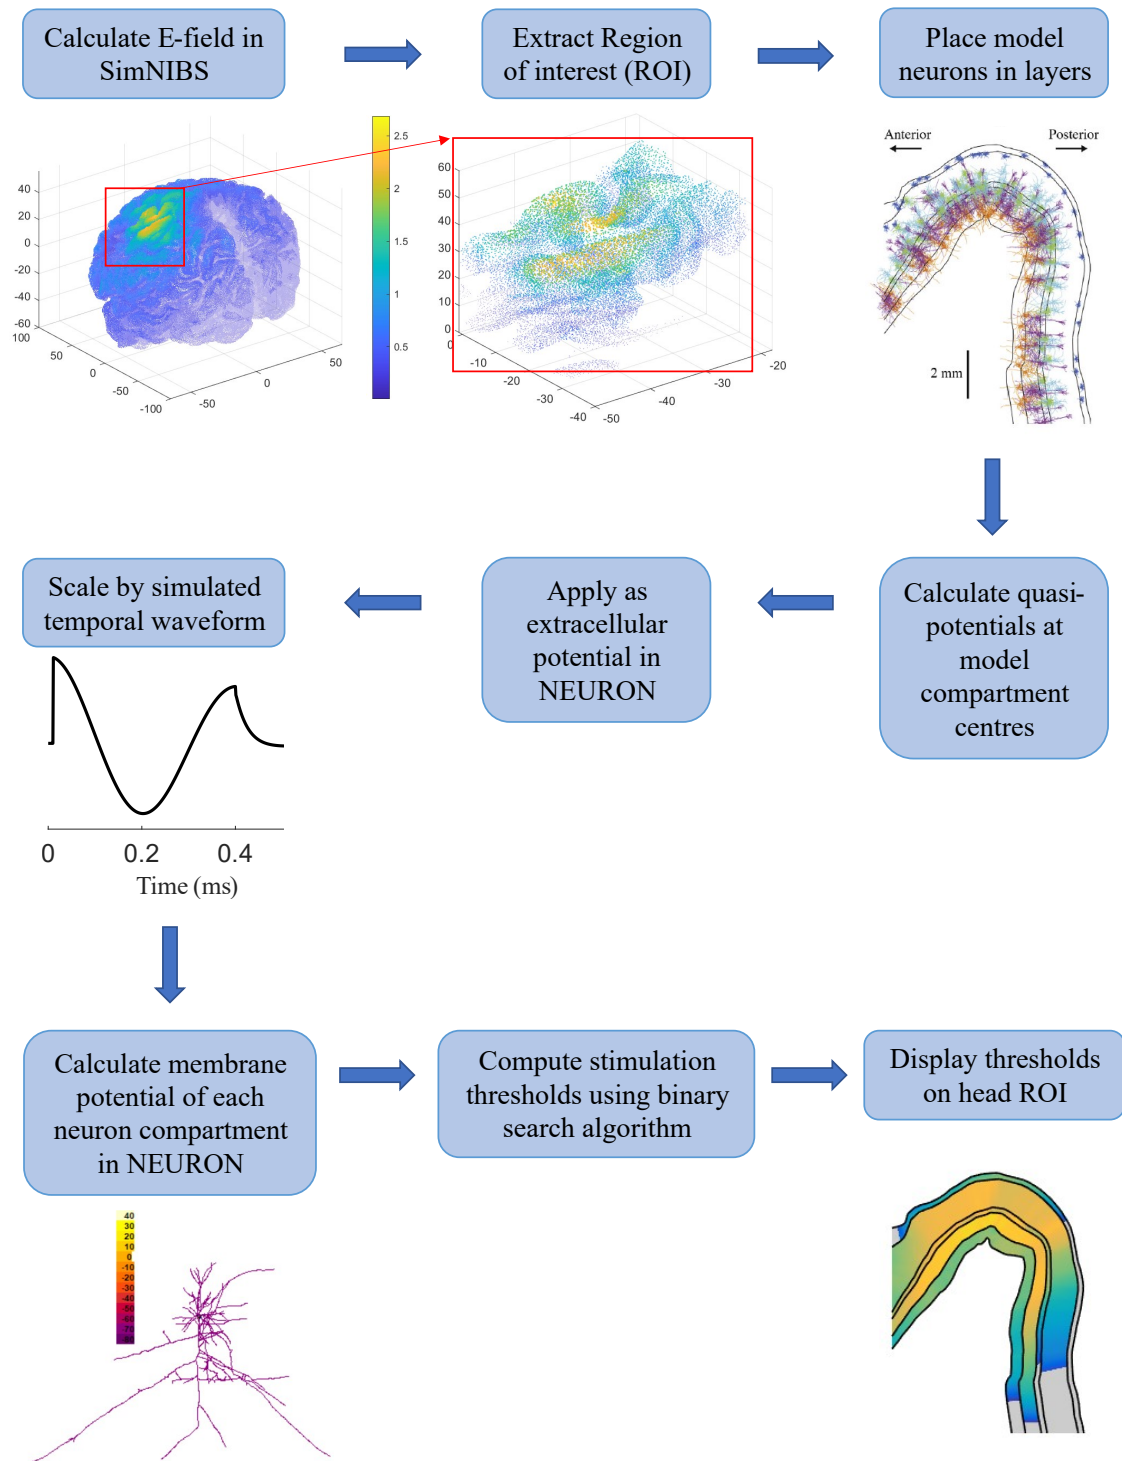 Calculate E-field in
SimNIBS
Extract Region
of interest (ROI)
Place model
neurons in layers
40
20
0
-20
-40
-60
100
50
0
-50
-100
-50
0
50
2.5
2
1.5
1
0.5
60
50
40
30
20
10
0
0
-10
-20
-30
-40
-50
-40
-30
-20
Anterior
Posterior
2 mm
Scale by simulated
temporal waveform
Apply as
extracellular
potential in
NEURON
Calculate quasi-
potentials at
model
compartment
centres
0
0.2
0.4
Time (ms)
Calculate membrane
potential of each
neuron compartment
in NEURON
Compute stimulation
thresholds using binary
search algorithm
Display thresholds
on head ROI
40
30
20
10
0
-10
-20
-30
-40
-50
-60
-70